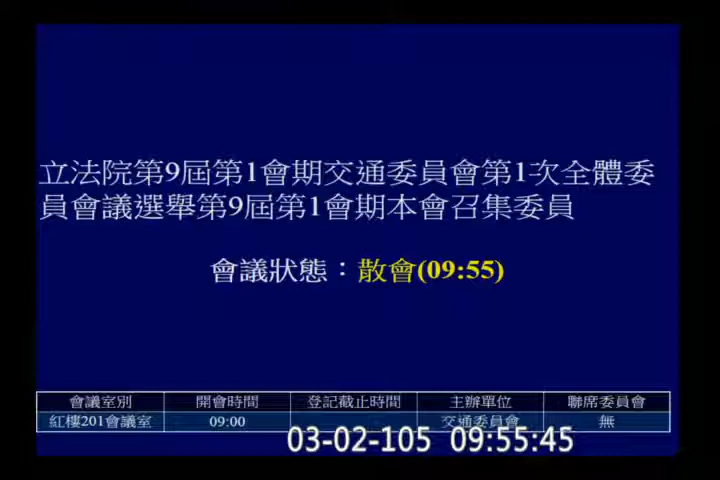 立法院第9屆第1會期交通委員會第1次全體委
員會議選舉第9屆第1會期本會召集委員
會議狀態：散會(09:55)
會議室別 開會時間 登記截止時間 主辦單位 聯席委員會
紅樓201會議室 09:00 交通委員會 無
03-02-105 09:55:45